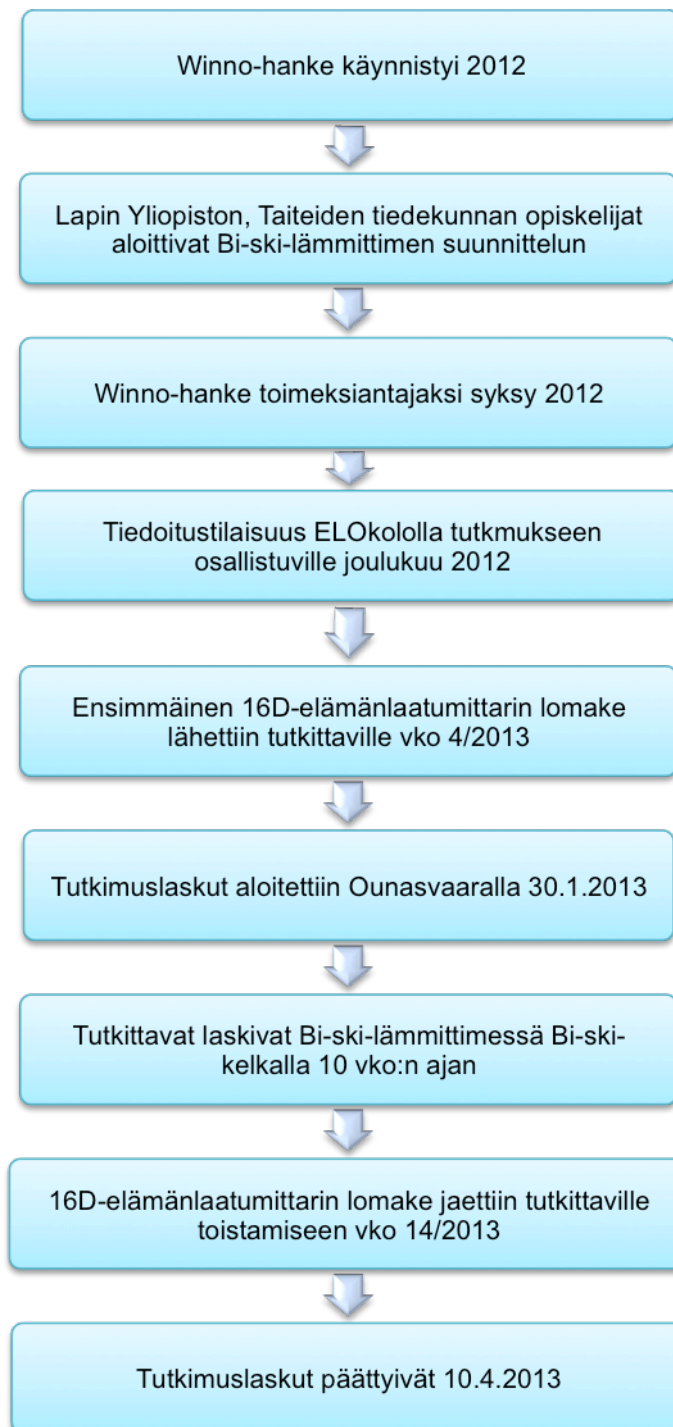 Winno-hanke käynnistyi 2012
Lapin Yliopiston, Taiteiden tiedekunnan opiskelijat
aloittivat Bi-ski-lämmittimen suunnittelun
Winno-hanke toimeksiantajaksi syksy 2012
Tiedoitustilaisuus ELOkololla tutkmukseen
osallistuville joulukuu 2012
Ensimmäinen 16D-elämänlaatumittarin lomake
lähettiin tutkittaville vko 4/2013
Tutkimuslaskut aloitettiin Ounasvaaralla 30.1.2013
Tutkittavat laskivat Bi-ski-lämmittimessä Bi-ski-
kelkalla 10 vko:n ajan
16D-elämänlaatumittarin lomake jaettiin tutkittaville
toistamiseen vko 14/2013
Tutkimuslaskut päättyivät 10.4.2013